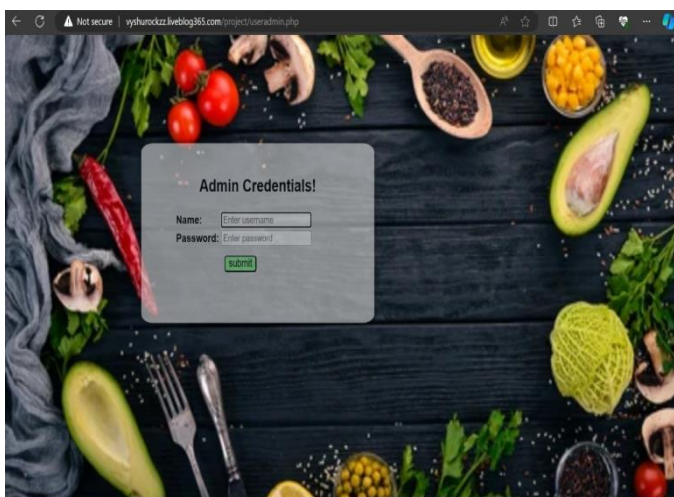 Not secure | vyshurockzz.liveblog365.com/project/useradmin.php
Admin Credentials!
Name: Enter username
Password: Enter password
submit